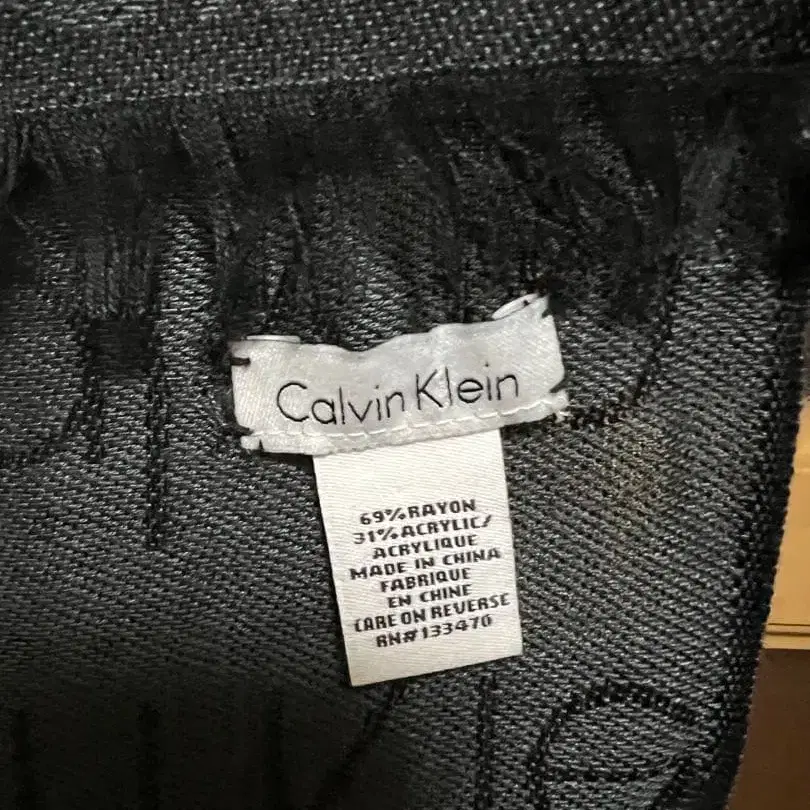 Calvin Klein
69%RAYON
31%ACRYLIC/
ACRYLIQUE
MADE IN CHINA
FABRIQUE
EN CHINE
CARE ON REVERSE
RN#133470